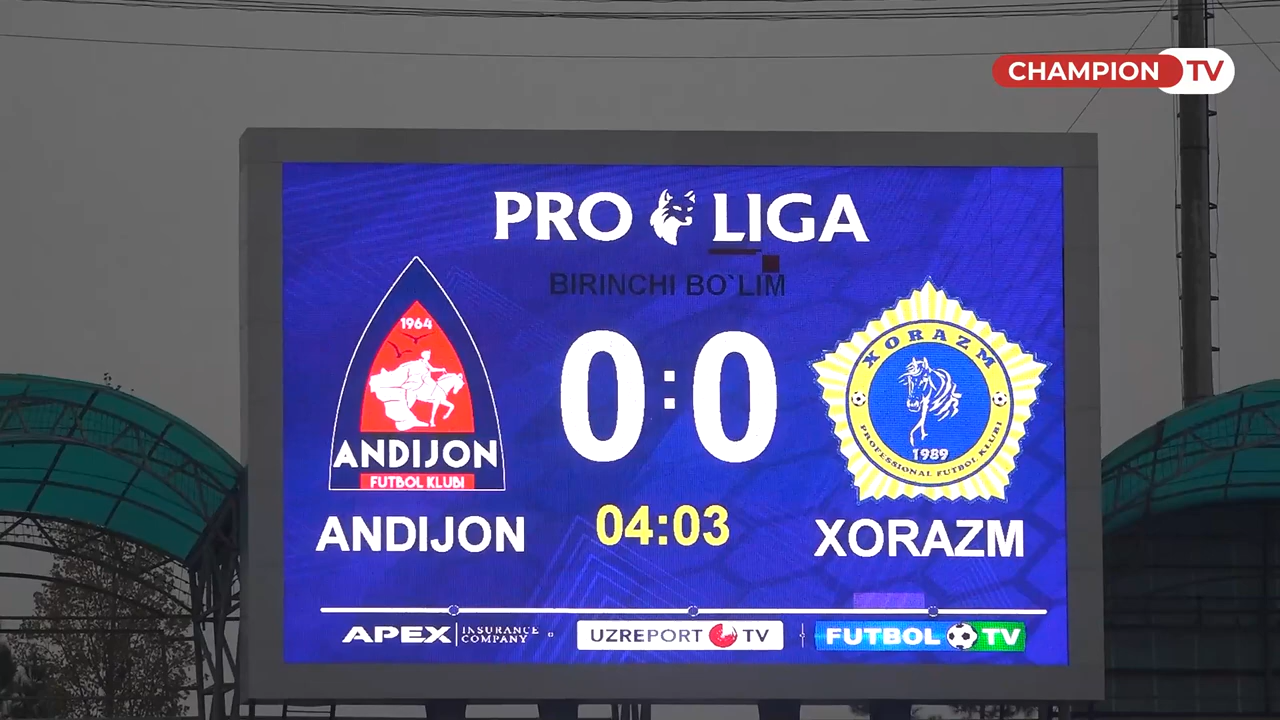 CHAMPION TV
PRO LIGA
BIRINCHI BO`LIM
1964
ANDIJON
FUTBOL KLUBI
0:0
XORAZM
PROFESSIONAL FUTBOL KLUBI
1989
ANDIJON
04:03
XORAZM
APEX INSURANCE COMPANY
UZREPORT TV
FUTBOL TV